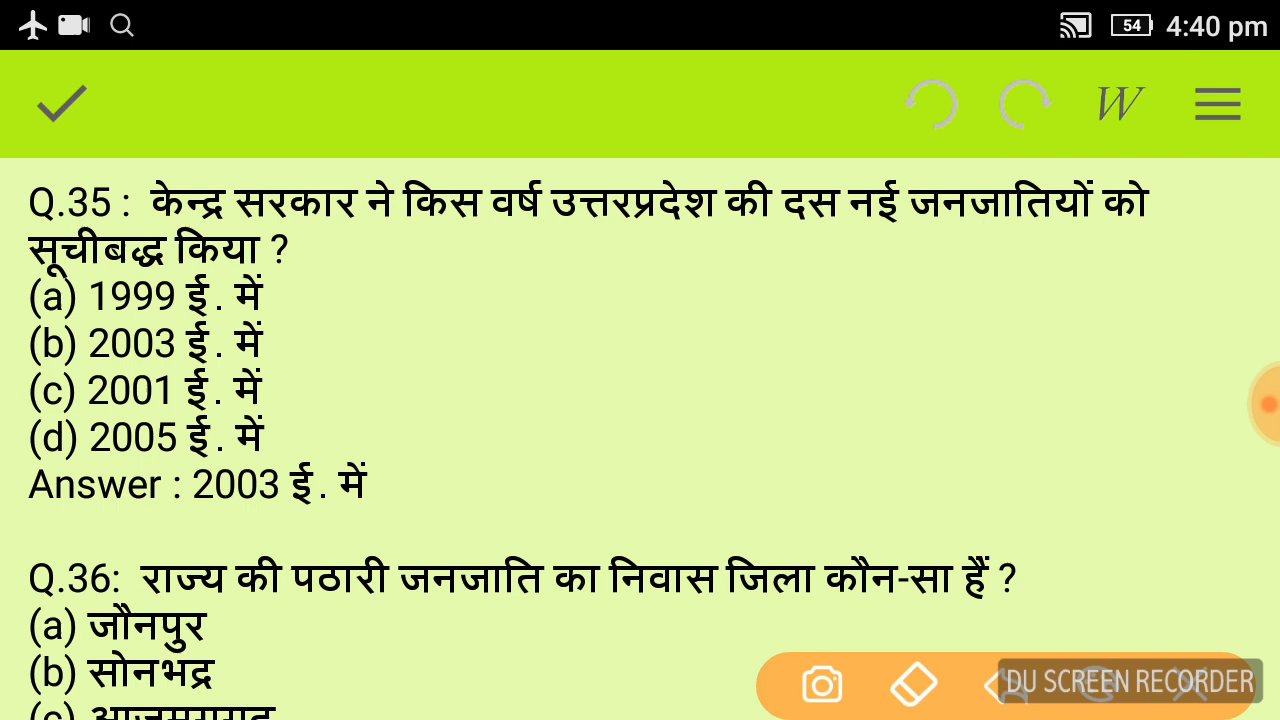 54 4:40 pm
W
Q.35 : केन्द्र सरकार ने किस वर्ष उत्तरप्रदेश की दस नई जनजातियों को
सूचीबद्ध किया ?
(a) 1999 ई . में
(b) 2003 ई . में
(c) 2001 ई . में
(d) 2005 ई . में
Answer : 2003 ई . में
Q.36: राज्य की पठारी जनजाति का निवास जिला कौन-सा हैं ?
(a) जौनपुर
(b) सोनभद्र
(c)
DU SCREEN RECORDER